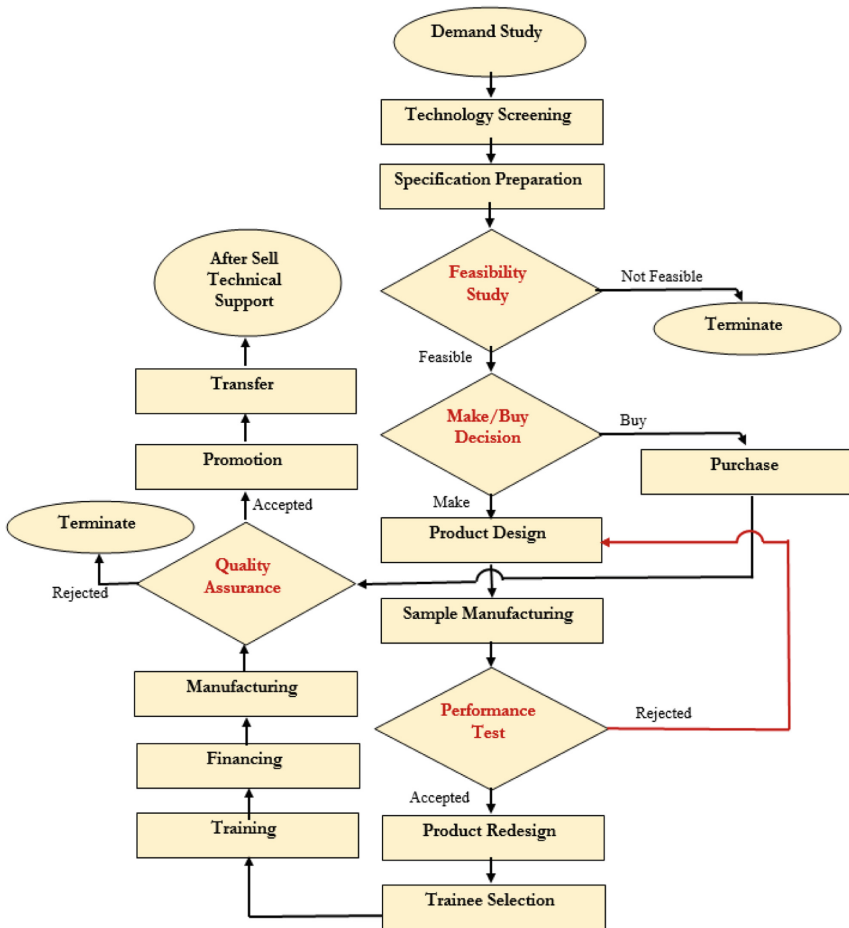 Demand Study
Technology Screening
Specification Preparation
Feasibility
Study
Not Feasible
Terminate
Feasible
Make/Buy
Decision
Buy
Purchase
Make
Product Design
Sample Manufacturing
Performance
Test
Rejected
Accepted
Product Redesign
Trainee Selection
Training
Financing
Manufacturing
Quality
Assurance
Rejected
Terminate
Accepted
Promotion
Transfer
After Sell
Technical
Support